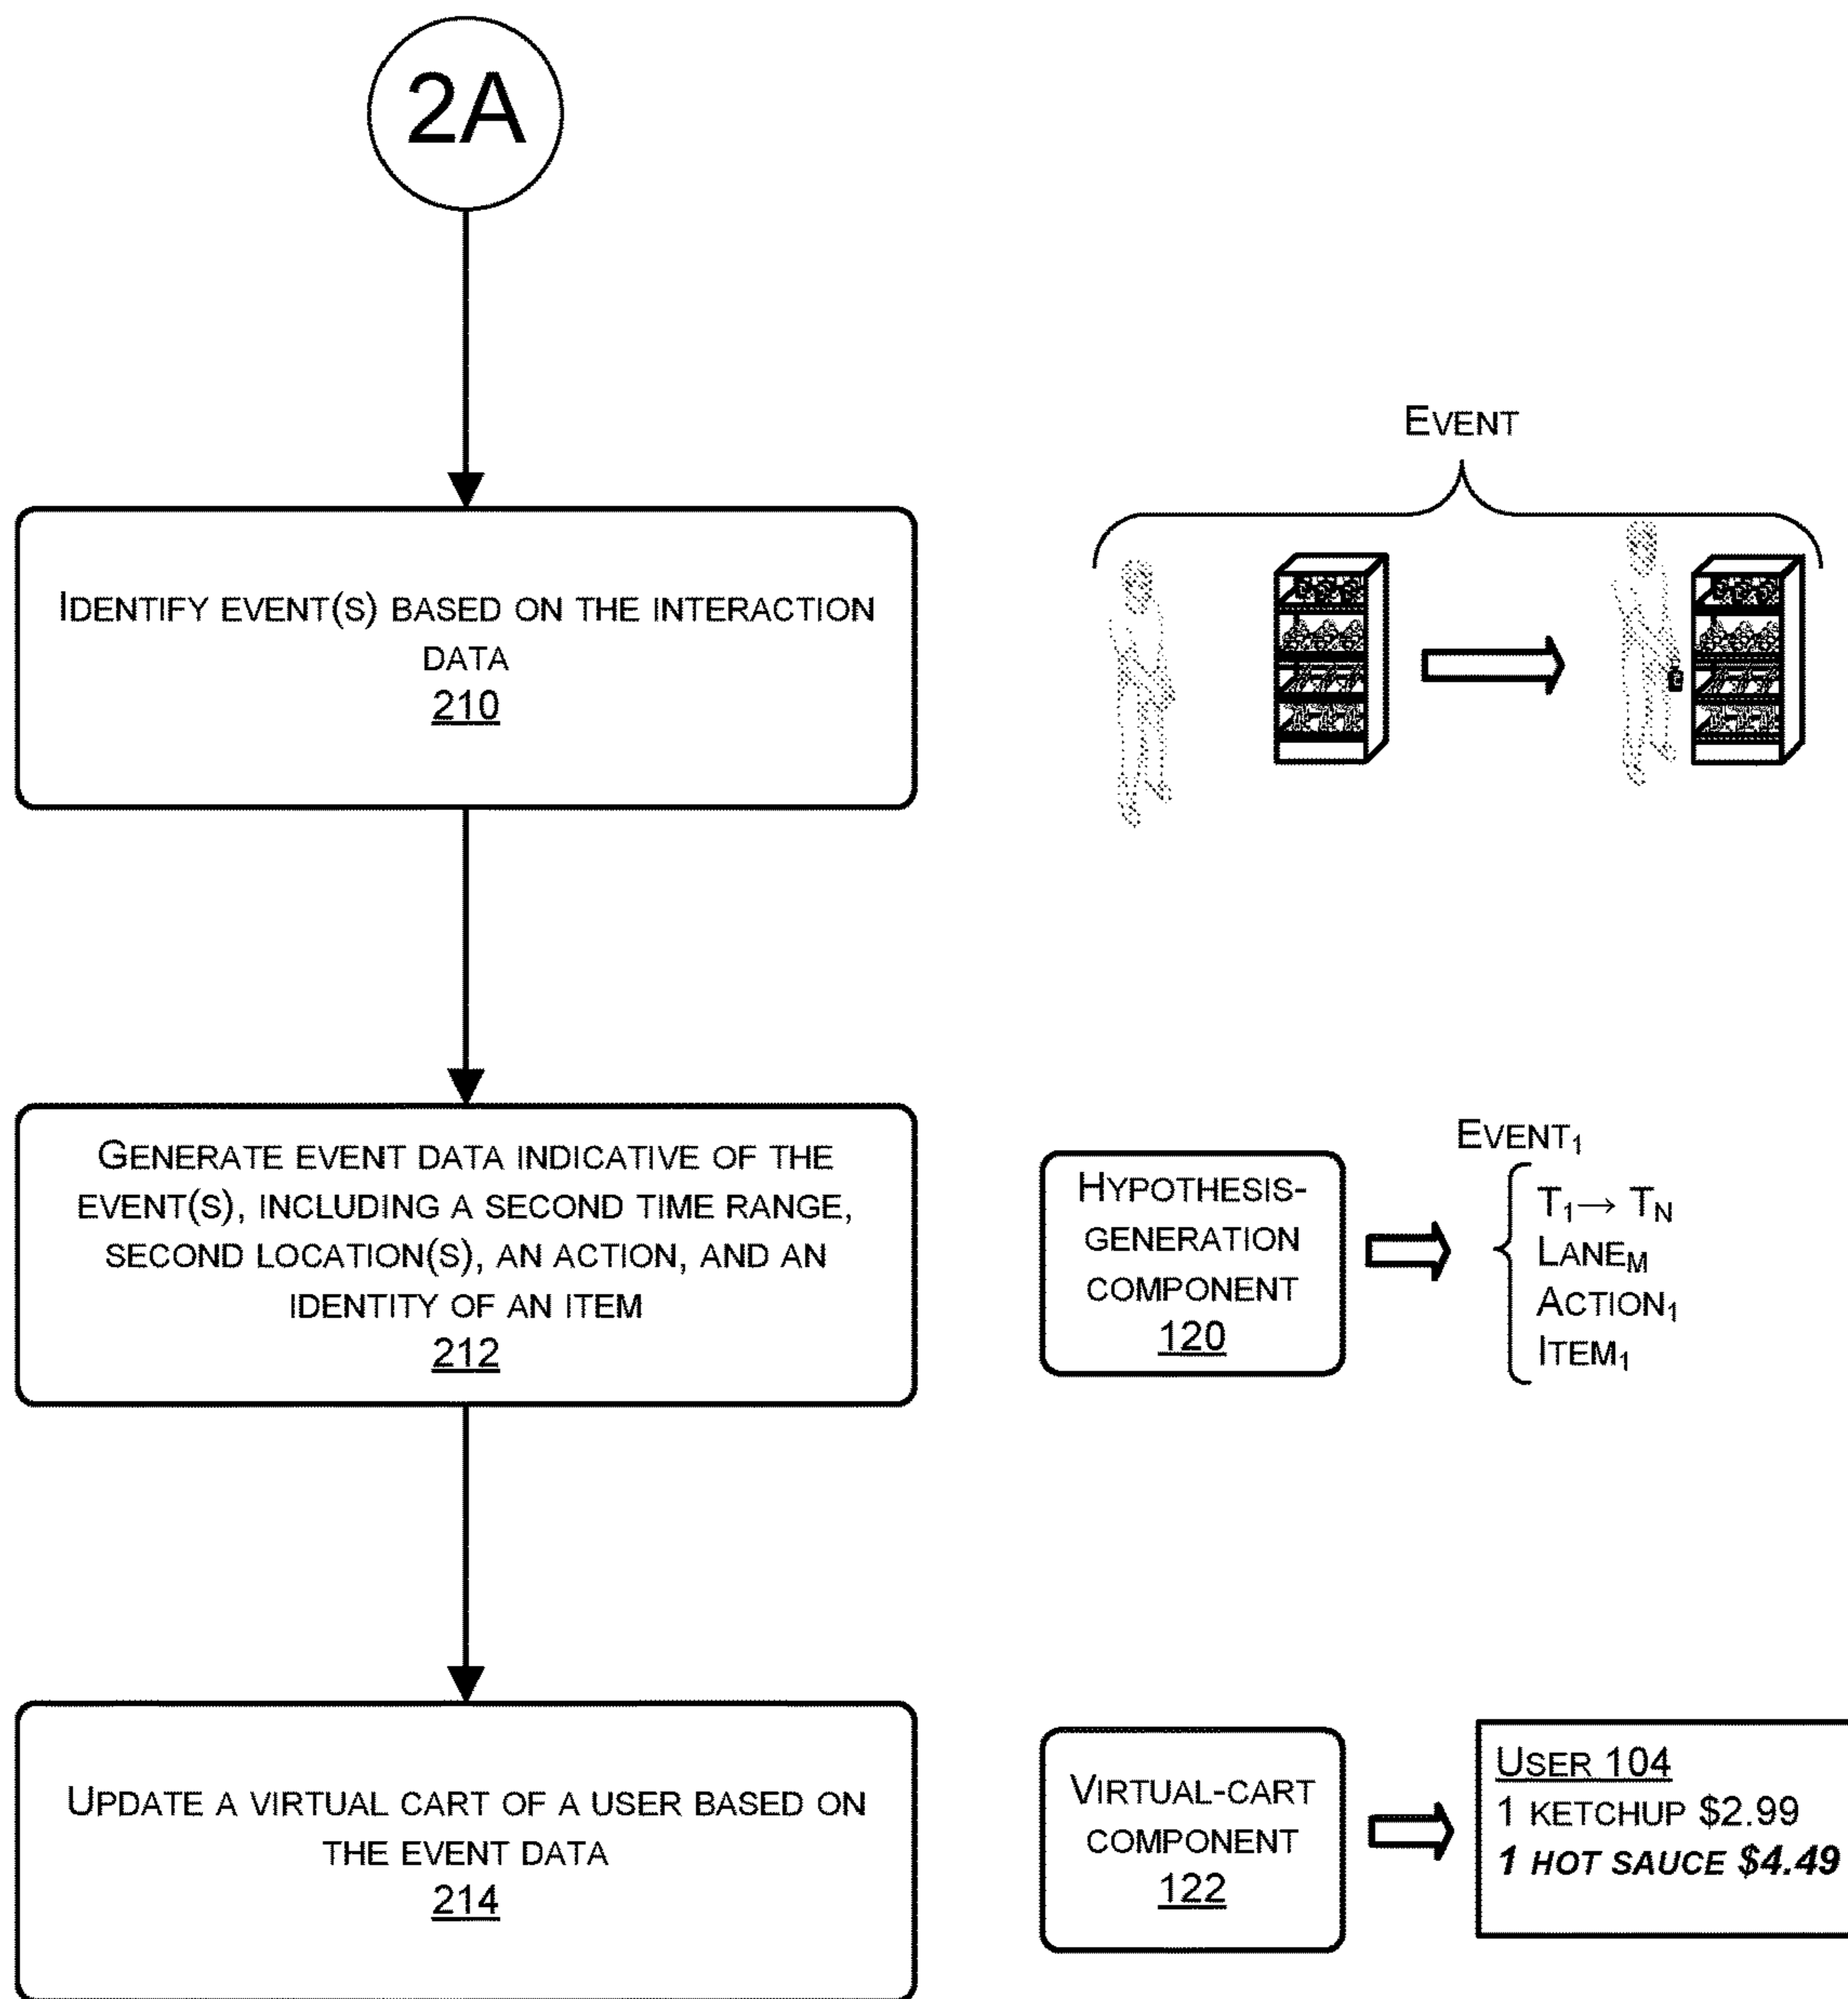 2A
EVENT
IDENTIFY EVENT(S) BASED ON THE INTERACTION
DATA
210
GENERATE EVENT DATA INDICATIVE OF THE
EVENT(S), INCLUDING A SECOND TIME RANGE,
SECOND LOCATION(S), AN ACTION, AND AN
IDENTITY OF AN ITEM
212
HYPOTHESIS-
GENERATION
COMPONENT
120
EVENT₁
T₁→ T_N
LANE_M
ACTION₁
ITEM₁
UPDATE A VIRTUAL CART OF A USER BASED ON
THE EVENT DATA
214
VIRTUAL-CART
COMPONENT
122
USER 104
1 KETCHUP $2.99
1 HOT SAUCE $4.49